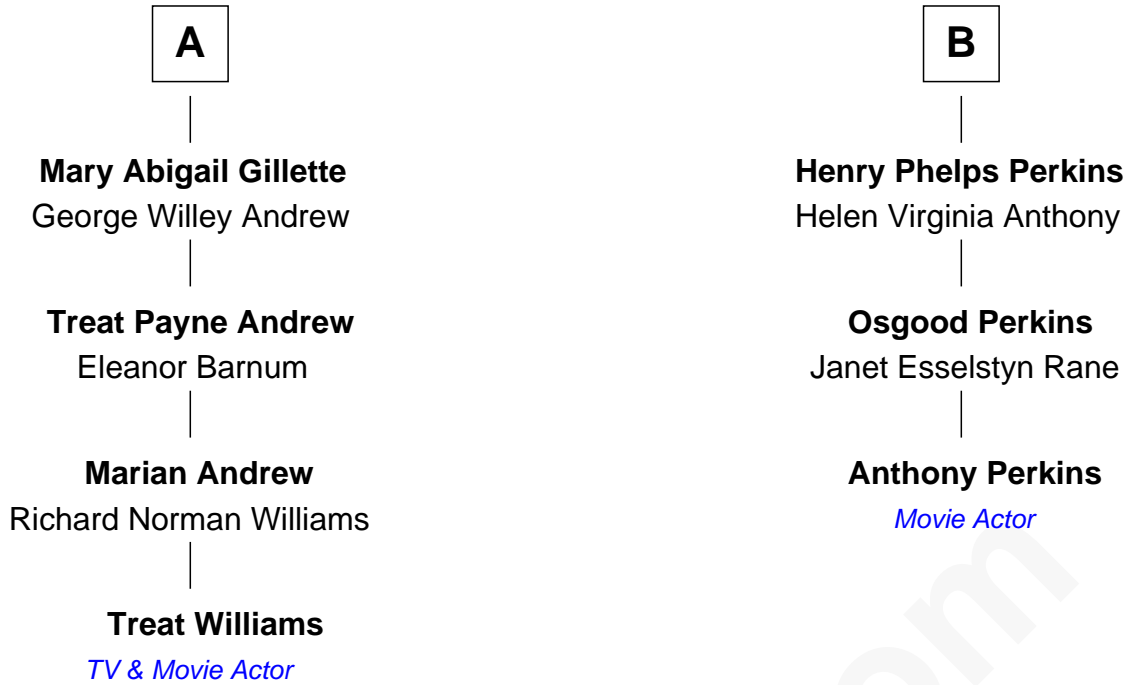 A
B
Mary Abigail Gillette
George Willey Andrew
Henry Phelps Perkins
Helen Virginia Anthony
Treat Payne Andrew
Eleanor Barnum
Osgood Perkins
Janet Esselstyn Rane
Marian Andrew
Richard Norman Williams
Anthony Perkins
Movie Actor
Treat Williams
TV & Movie Actor
om